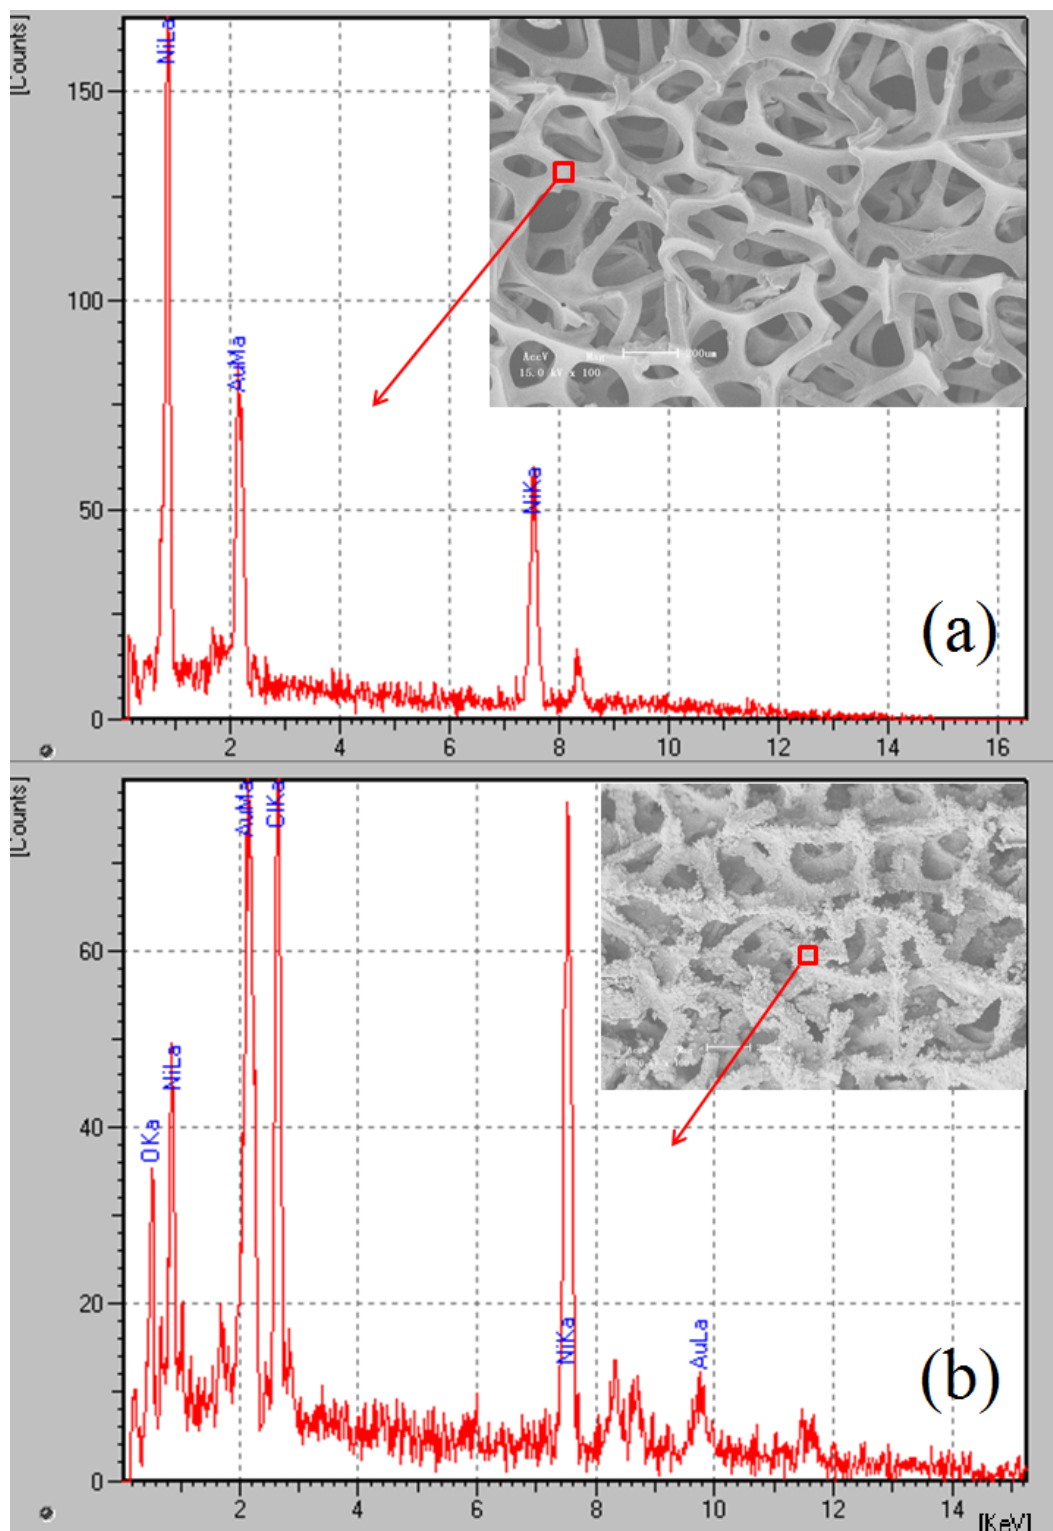 [Counts]
NiLa
150
AuMa
100
AccV Mag 200um
15.0 kV x 100
NiKa
50
(a)
0
2 4 6 8 10 12 14 16
[Counts]
AuMa
ClKa
60
NiLa
OKa
40
20
NiKa
AuLa
(b)
0
2 4 6 8 10 12 14
[KeV]